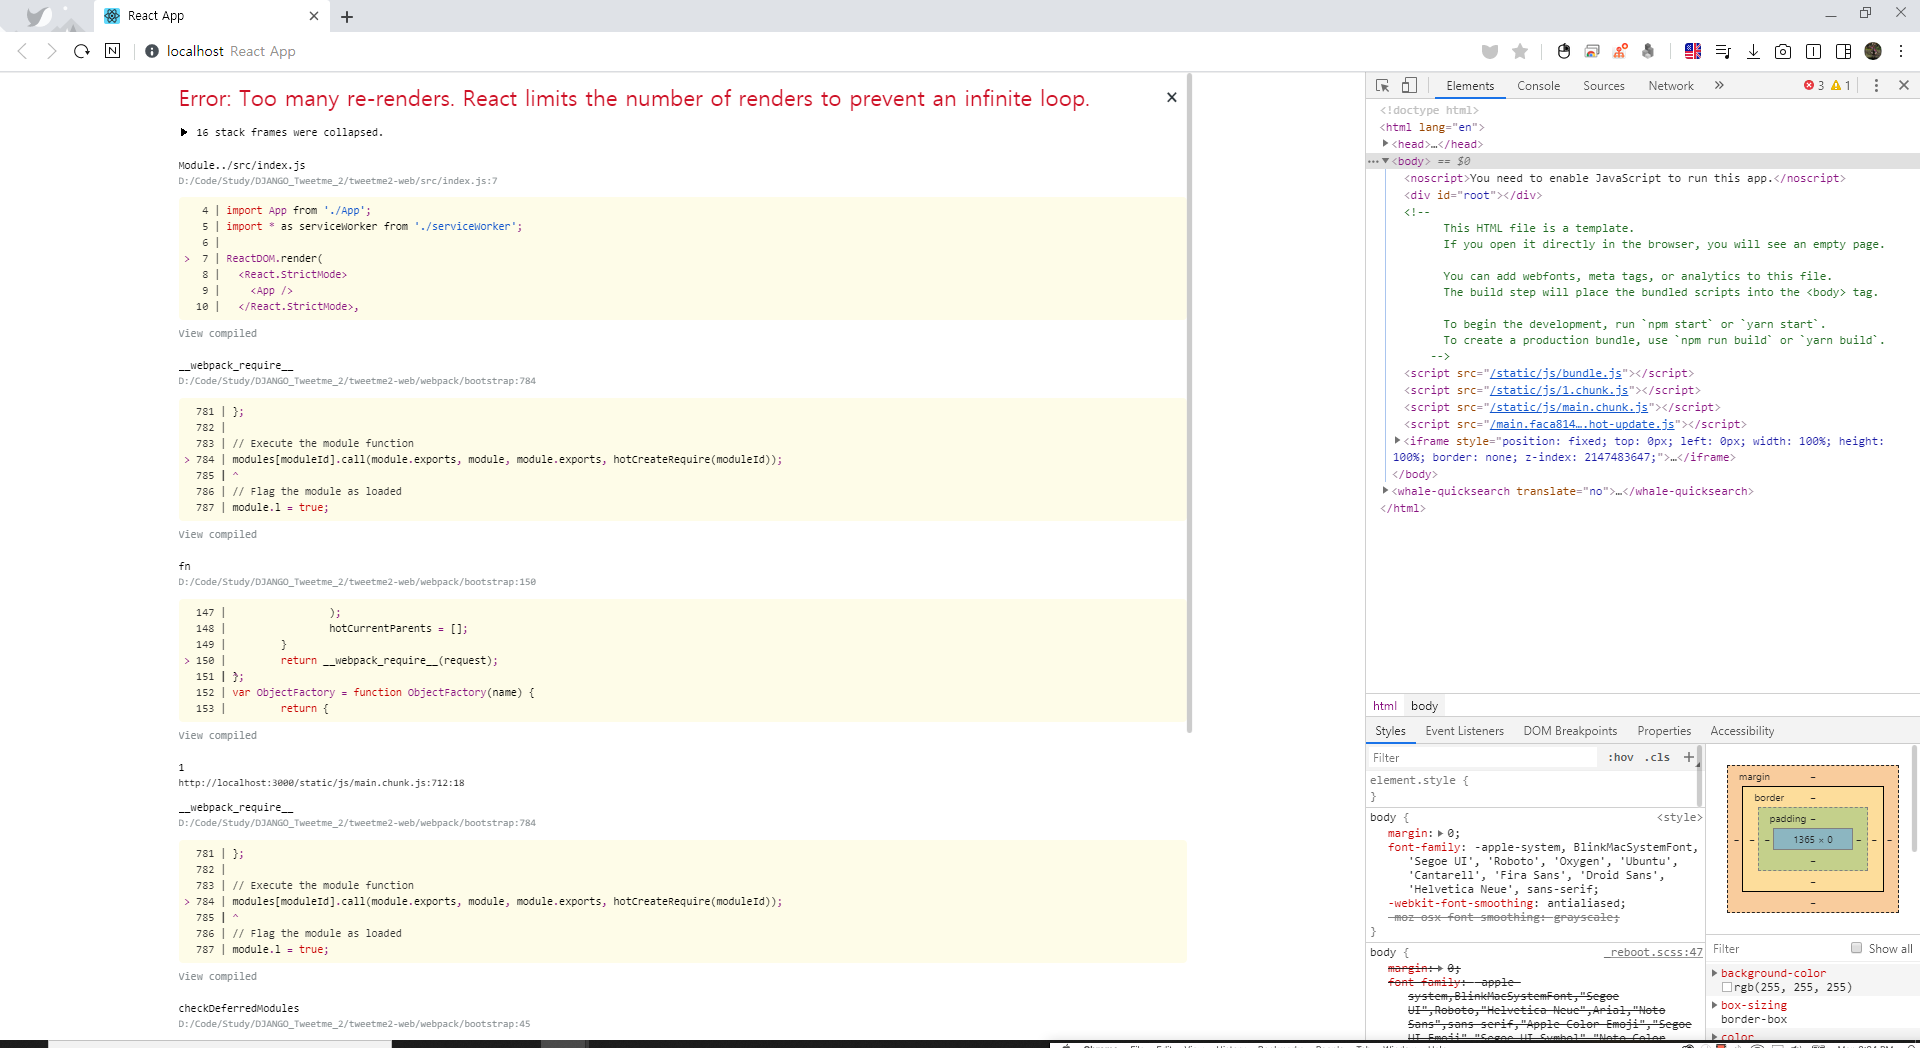 React App
localhost React App
Error: Too many re-renders. React limits the number of renders to prevent an infinite loop.
16 stack frames were collapsed.
Module../src/index.js
D:/Code/Study/DJANGO_Tweetme_2/tweetme2-web/src/index.js:7
4 | import App from './App';
5 | import * as serviceWorker from './serviceWorker';
6 |
> 7 | ReactDOM.render(
8 |   <React.StrictMode>
9 |     <App />
10 |   </React.StrictMode>,
View compiled
__webpack_require__
D:/Code/Study/DJANGO_Tweetme_2/tweetme2-web/webpack/bootstrap:784
781 | };
782 |
783 | // Execute the module function
> 784 | modules[moduleId].call(module.exports, module, module.exports, hotCreateRequire(moduleId));
785 | ^
786 | // Flag the module as loaded
787 | module.l = true;
View compiled
fn
D:/Code/Study/DJANGO_Tweetme_2/tweetme2-web/webpack/bootstrap:150
147 | );
148 | hotCurrentParents = [];
149 | }
> 150 | return __webpack_require__(request);
151 | };
152 | var ObjectFactory = function ObjectFactory(name) {
153 | return {
View compiled
1
http://localhost:3000/static/js/main.chunk.js:712:18
__webpack_require__
D:/Code/Study/DJANGO_Tweetme_2/tweetme2-web/webpack/bootstrap:784
781 | };
782 |
783 | // Execute the module function
> 784 | modules[moduleId].call(module.exports, module, module.exports, hotCreateRequire(moduleId));
785 | ^
786 | // Flag the module as loaded
787 | module.l = true;
View compiled
checkDeferredModules
D:/Code/Study/DJANGO_Tweetme_2/tweetme2-web/webpack/bootstrap:45
Elements Console Sources Network » 3 1
<!doctype html>
<html lang="en">
<head>…</head>
<body> == $0
<noscript>You need to enable JavaScript to run this app.</noscript>
<div id="root"></div>
<!--
This HTML file is a template.
If you open it directly in the browser, you will see an empty page.
You can add webfonts, meta tags, or analytics to this file.
The build step will place the bundled scripts into the <body> tag.
To begin the development, run `npm start` or `yarn start`.
To create a production bundle, use `npm run build` or `yarn build`.
-->
<script src="/static/js/bundle.js"></script>
<script src="/static/js/1.chunk.js"></script>
<script src="/static/js/main.chunk.js"></script>
<script src="/main.faca814….hot-update.js"></script>
<iframe style="position: fixed; top: 0px; left: 0px; width: 100%; height:
100%; border: none; z-index: 2147483647;">…</iframe>
</body>
<whale-quicksearch translate="no">…</whale-quicksearch>
</html>
html body
Styles Event Listeners DOM Breakpoints Properties Accessibility
Filter :hov .cls +
element.style {
}
body { <style>
margin: 0;
font-family: -apple-system, BlinkMacSystemFont,
'Segoe UI', 'Roboto', 'Oxygen', 'Ubuntu',
'Cantarell', 'Fira Sans', 'Droid Sans',
'Helvetica Neue', sans-serif;
-webkit-font-smoothing: antialiased;
-moz-osx-font-smoothing: grayscale;
}
body { _reboot.scss:47
margin: 0;
font-family: -apple-
system,BlinkMacSystemFont,"Segoe
UI",Roboto,"Helvetica Neue",Arial,"Noto
Sans",sans-serif,"Apple Color Emoji","Segoe
UI Emoji","Segoe UI Symbol","Noto Color
margin –
border –
padding –
1365 × 0
Filter Show all
background-color
rgb(255, 255, 255)
box-sizing
border-box
color